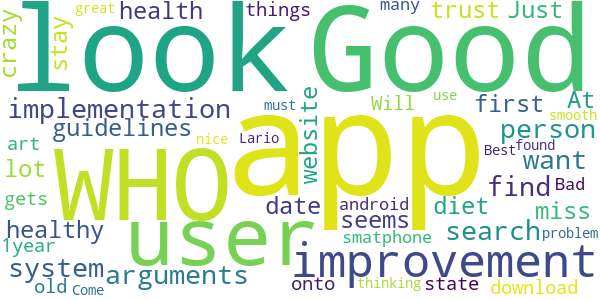 great many things
crazy stay health look Good trust Just
implementation website Will first At
guidelines must use smooth
art app person
lot WHO Lario nice Best found
gets user find want Bad
healthy date android seems diet miss
1year search problem
system arguments smatphone improvement
old Come onto thinking state download